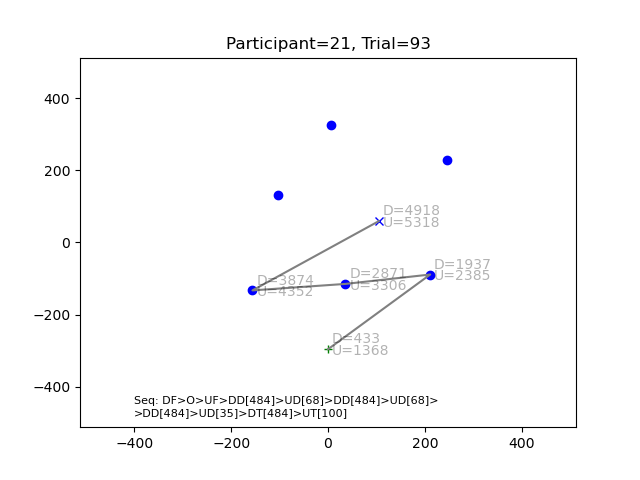 Participant=21, Trial=93
400
200
0
−200
−400
D=4918
U=5318
D=1937
U=2385
D=2871
U=3306
D=3874
U=4352
D=433
U=1368
Seq: DF>O>UF>DD[484]>UD[68]>DD[484]>UD[68]>
>DD[484]>UD[35]>DT[484]>UT[100]
−400 −200 0 200 400